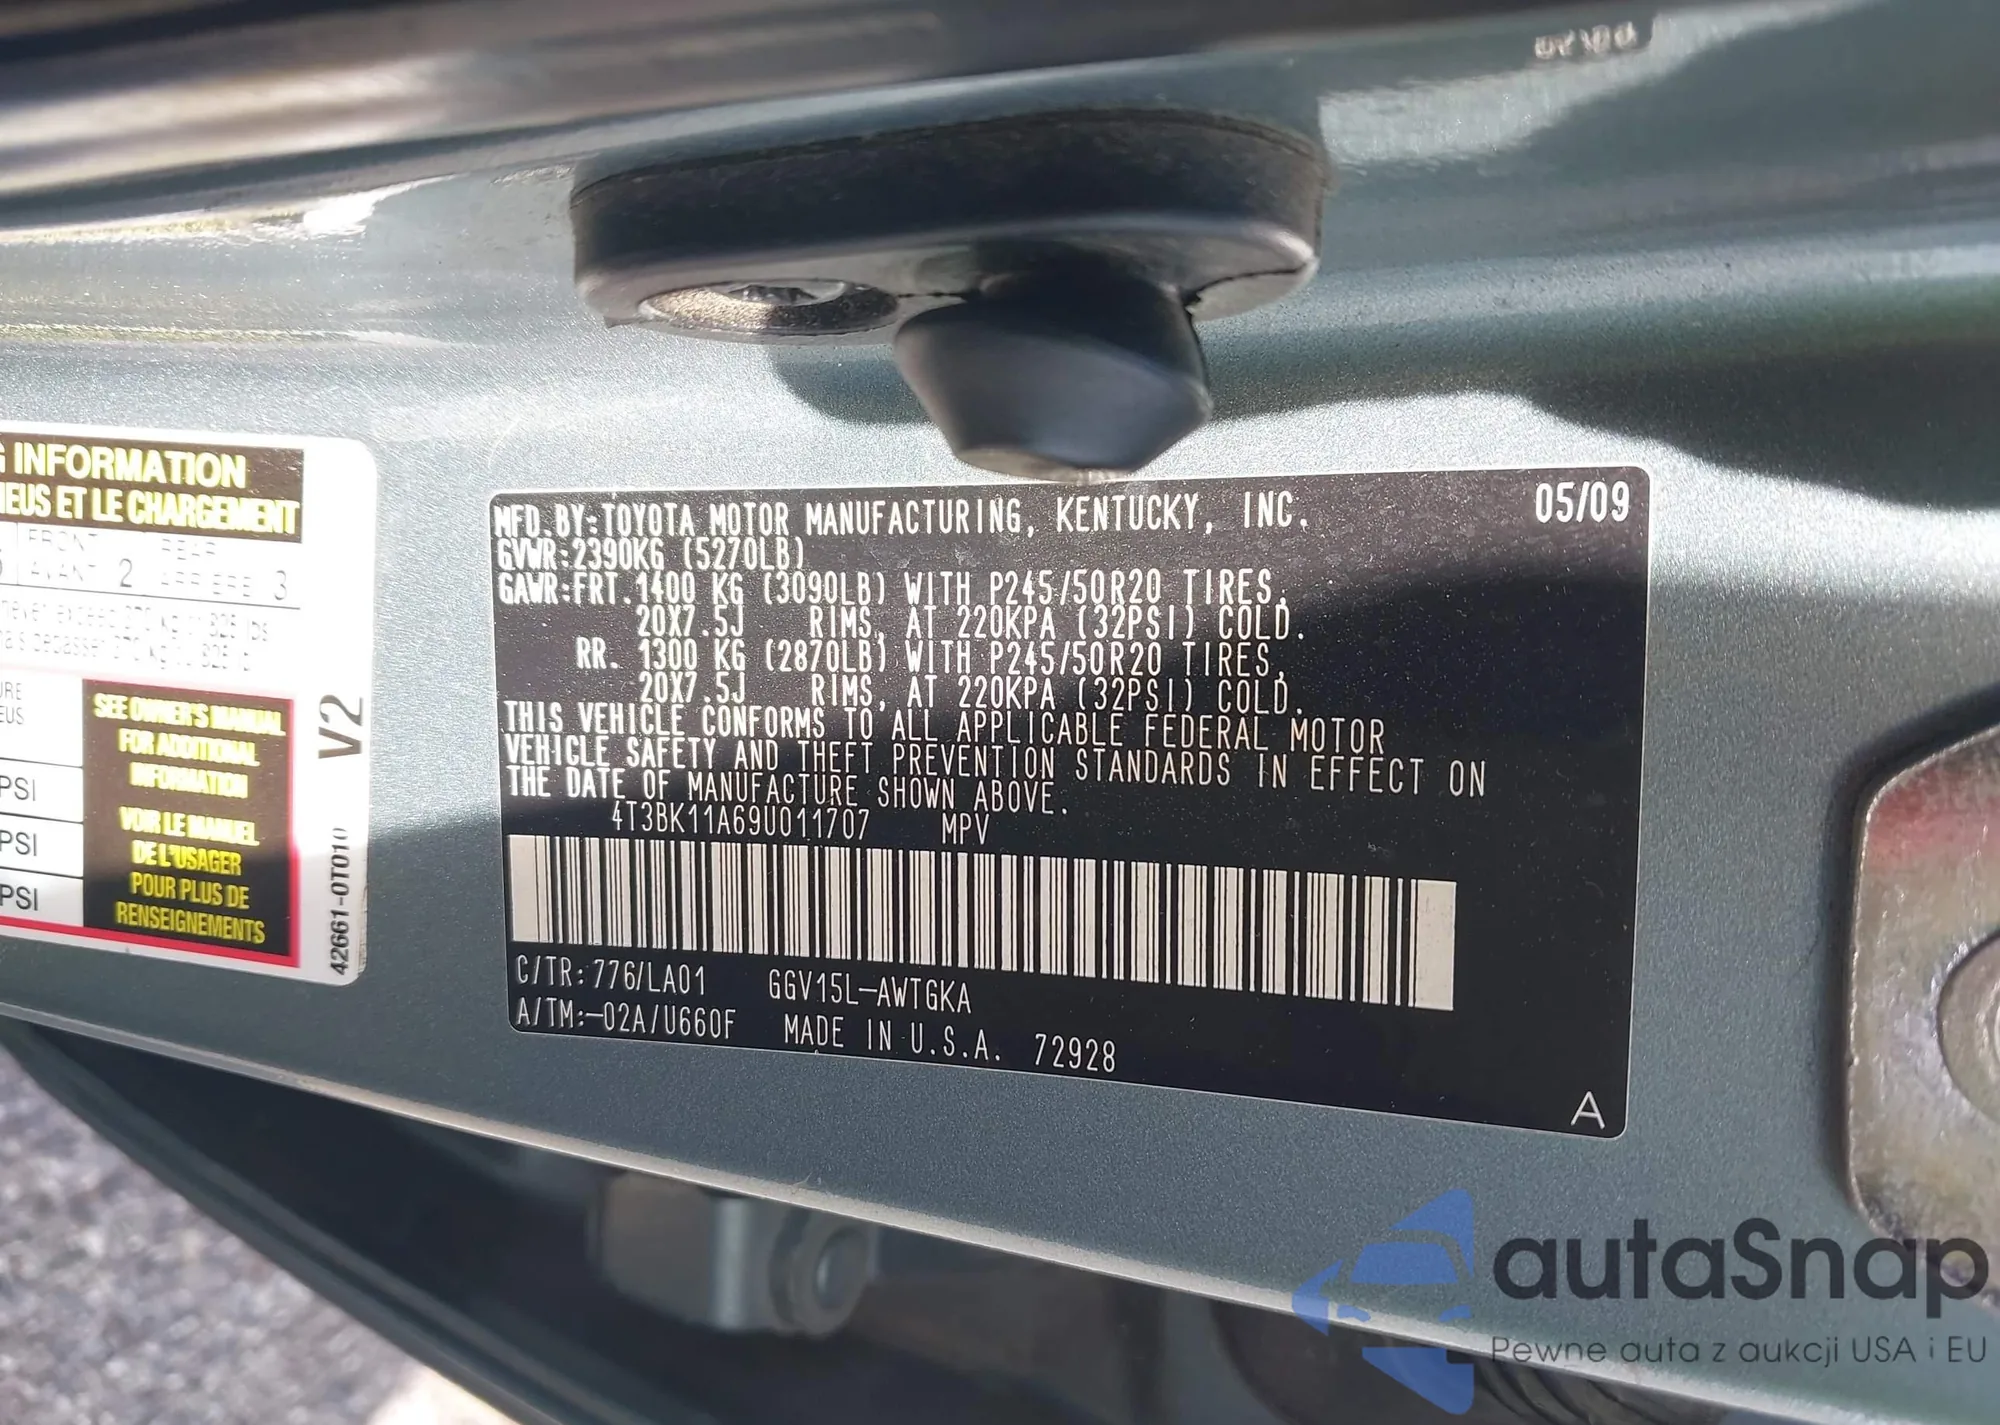 G INFORMATION
NEUS ET LE CHARGEMENT
FRONT REAR
AVANT 2 ARRIERE 3
SEE OWNER'S MANUAL
FOR ADDITIONAL
INFORMATION
VOIR LE MANUEL
DE L'USAGER
POUR PLUS DE
RENSEIGNEMENTS
PSI
PSI
PSI
V2
42661-0T010
MFD. BY:TOYOTA MOTOR MANUFACTURING, KENTUCKY, INC. 05/09
GVWR:2390KG (5270LB)
GAWR:FRT. 1400 KG (3090LB) WITH P245/50R20 TIRES,
20X7.5J RIMS, AT 220KPA (32PSI) COLD.
RR. 1300 KG (2870LB) WITH P245/50R20 TIRES,
20X7.5J RIMS, AT 220KPA (32PSI) COLD.
THIS VEHICLE CONFORMS TO ALL APPLICABLE FEDERAL MOTOR
VEHICLE SAFETY AND THEFT PREVENTION STANDARDS IN EFFECT ON
THE DATE OF MANUFACTURE SHOWN ABOVE.
4T3BK11A69U011707 MPV
C/TR:776/LA01 GGV15L-AWTGKA
A/TM:-02A/U660F MADE IN U.S.A. 72928
A
autaSnap
Pewne auta z aukcji USA i EU